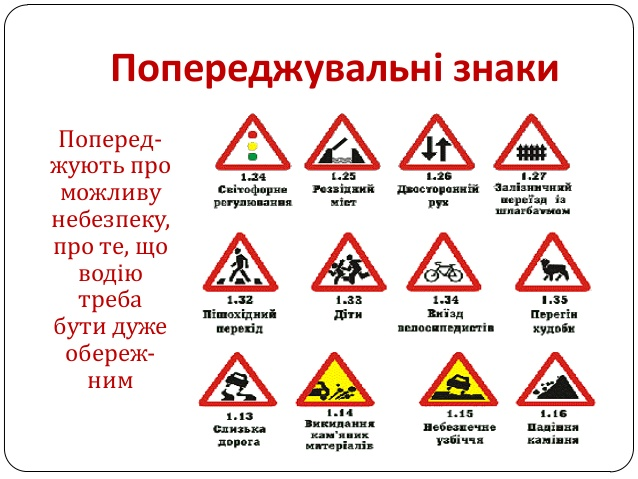 Попереджувальні знаки
Поперед-
жують про
можливу
небезпеку,
про те, що
водію
треба
бути дуже
обереж-
ним
1.24
Світофорне
регулювання
1.25
Розвідний
міст
1.26
Двосторонній
рух
1.27
Залізничний
переїзд із
шлагбаумом
1.32
Пішохідний
перехід
1.33
Діти
1.34
Виїзд
велосипедистів
1.35
Перегін
худоби
1.13
Слизька
дорога
1.14
Викидання
кам'яних
матеріалів
1.15
Небезпечне
узбіччя
1.16
Падіння
каміння